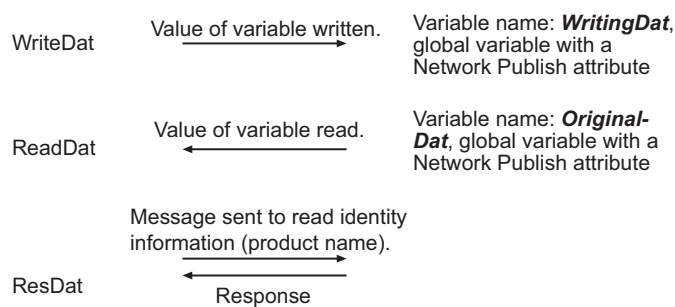 WriteDat
Value of variable written.
Variable name: WritingDat,
global variable with a
Network Publish attribute
ReadDat
Value of variable read.
Variable name: Original-
Dat, global variable with a
Network Publish attribute
Message sent to read identity
information (product name).
ResDat
Response